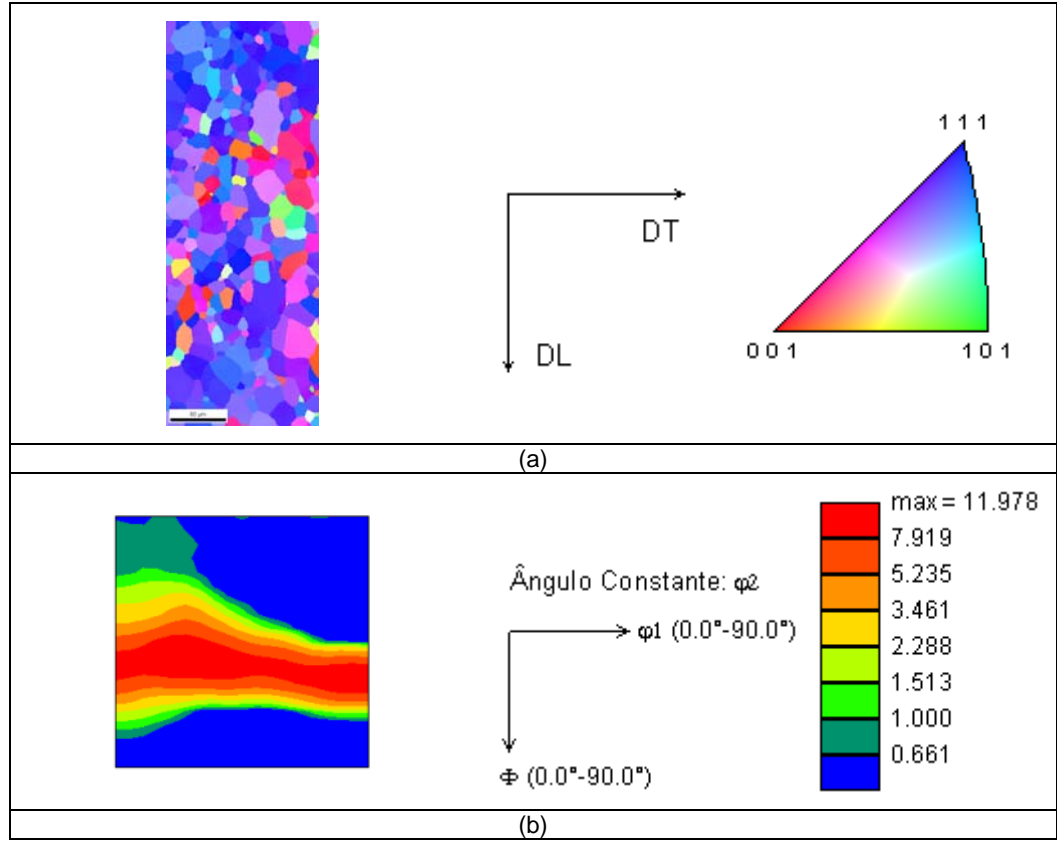 1 1 1
DT
DL
0 0 1
1 0 1
(a)
max = 11.978
7.919
5.235
3.461
2.288
1.513
1.000
0.661
Ângulo Constante: φ2
φ1 (0.0°-90.0°)
Φ (0.0°-90.0°)
(b)